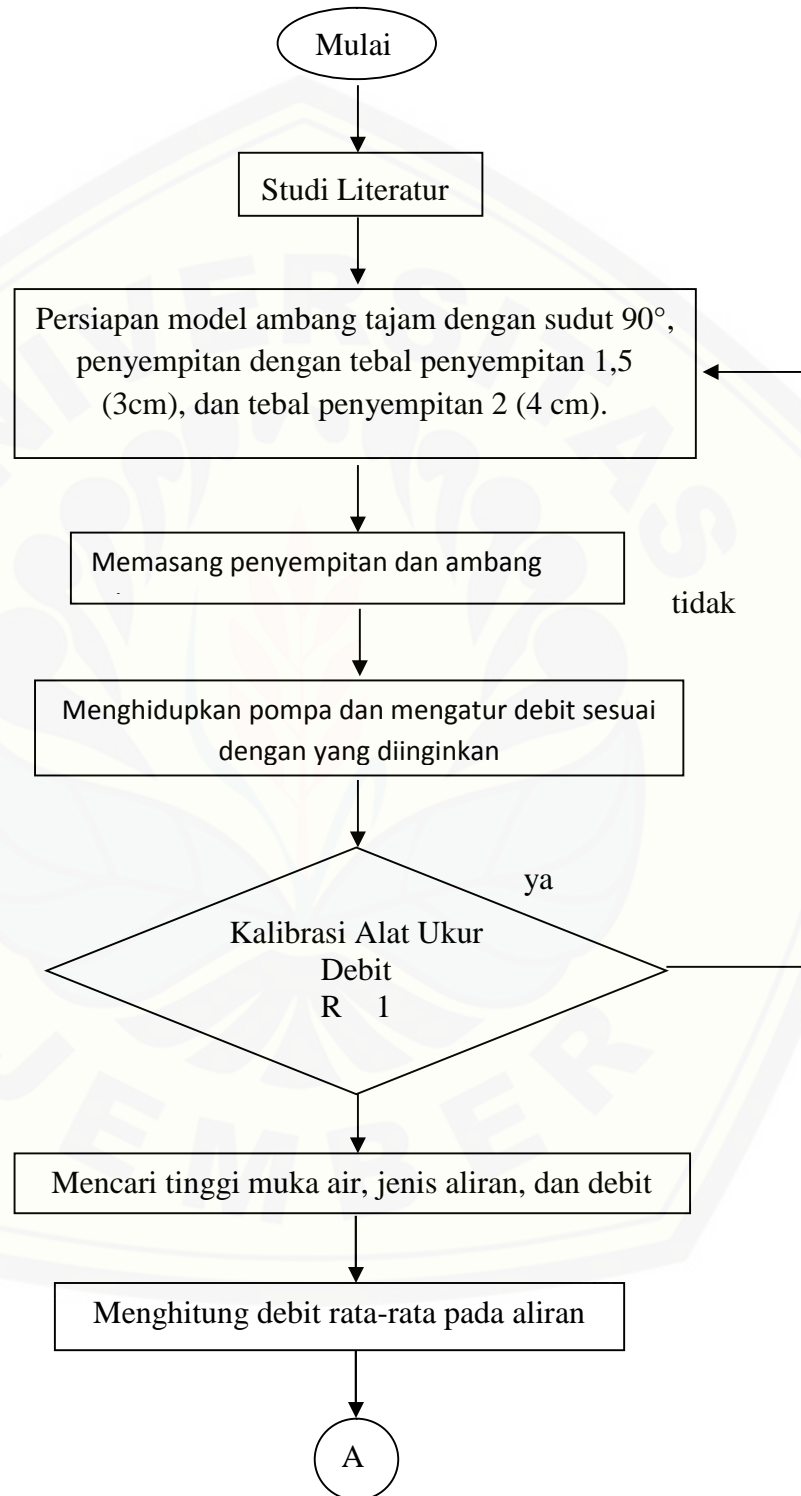 Mulai
Studi Literatur
Persiapan model ambang tajam dengan sudut 90°,
penyempitan dengan tebal penyempitan 1,5
(3cm), dan tebal penyempitan 2 (4 cm).
Memasang penyempitan dan ambang
tidak
Menghidupkan pompa dan mengatur debit sesuai
dengan yang diinginkan
ya
Kalibrasi Alat Ukur
Debit
R 1
Mencari tinggi muka air, jenis aliran, dan debit
Menghitung debit rata-rata pada aliran
A
UNIVERSITAS
JEMBER